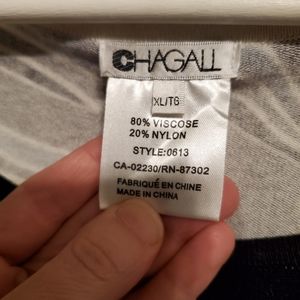 CHAGALL
XL/TG
80% VISCOSE
20% NYLON
STYLE:0613
CA-02230/RN-87302
FABRIQUÉ EN CHINE
MADE IN CHINA